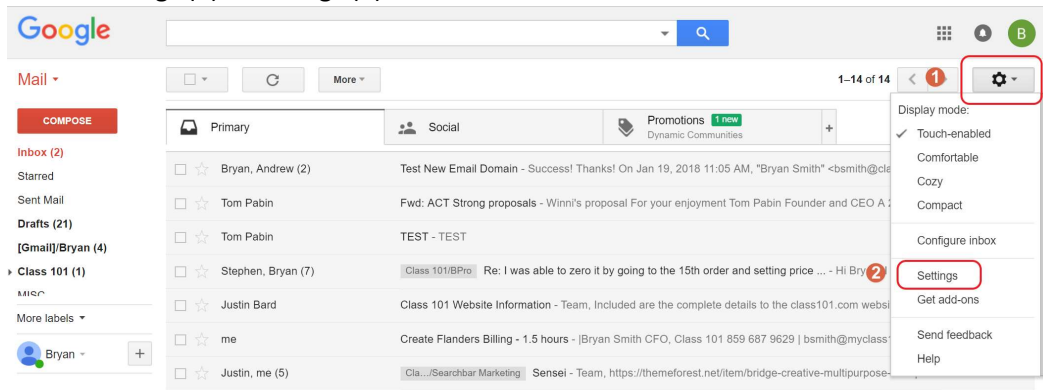 Google
B
Mail
More
1–14 of 14
1
COMPOSE
Primary
Social
Promotions 1 new
Dynamic Communities
+
Display mode:
Touch-enabled
Comfortable
Cozy
Compact
Configure inbox
2
Settings
Get add-ons
Send feedback
Help
Inbox (2)
Starred
Sent Mail
Drafts (21)
[Gmail]/Bryan (4)
Class 101 (1)
MISC
More labels
Bryan
+
Bryan, Andrew (2) Test New Email Domain - Success! Thanks! On Jan 19, 2018 11:05 AM, "Bryan Smith" <bsmith@cla
Tom Pabin Fwd: ACT Strong proposals - Winni's proposal For your enjoyment Tom Pabin Founder and CEO A
Tom Pabin TEST - TEST
Stephen, Bryan (7) Class 101/BPro Re: I was able to zero it by going to the 15th order and setting price ... - Hi Bry
Justin Bard Class 101 Website Information - Team, Included are the complete details to the class101.com websi
me Create Flanders Billing - 1.5 hours - |Bryan Smith CFO, Class 101 859 687 9629 | bsmith@myclass
Justin, me (5) Cla.../Searchbar Marketing Sensei - Team, https://themeforest.net/item/bridge-creative-multipurpose-